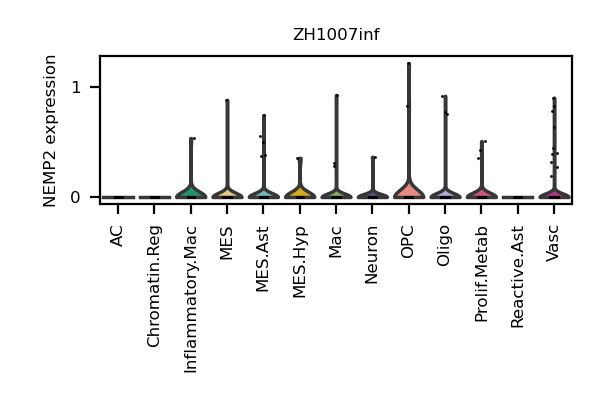 ZH1007inf
NEMP2 expression
1
0
AC
Chromatin.Reg
Inflammatory.Mac
MES
MES.Ast
MES.Hyp
Mac
Neuron
OPC
Oligo
Prolif.Metab
Reactive.Ast
Vasc